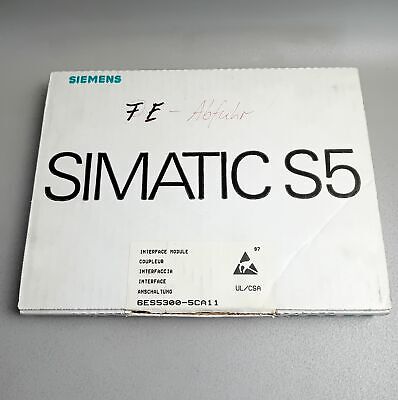 SIEMENS
FE - Abfuhr
SIMATIC S5
INTERFACE MODULE
COUPLEUR
INTERFACCIA
INTERFACE
ANSCHALTUNG
6ES5300-5CA11
97
UL/CSA